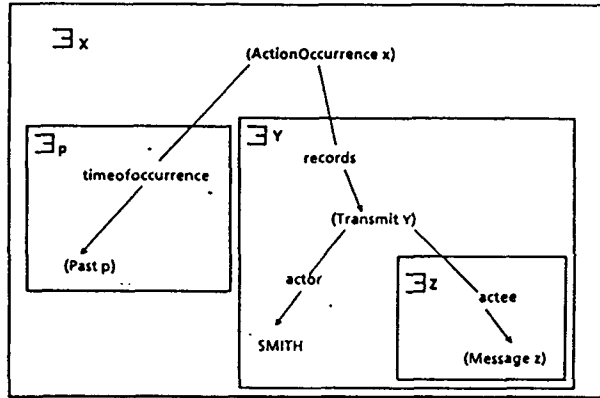 ∃x
(ActionOccurrence x)
∃p
timeofoccurrence
(Past p)
∃Y
records
(Transmit Y)
actor
SMITH
∃z
actee
(Message z)